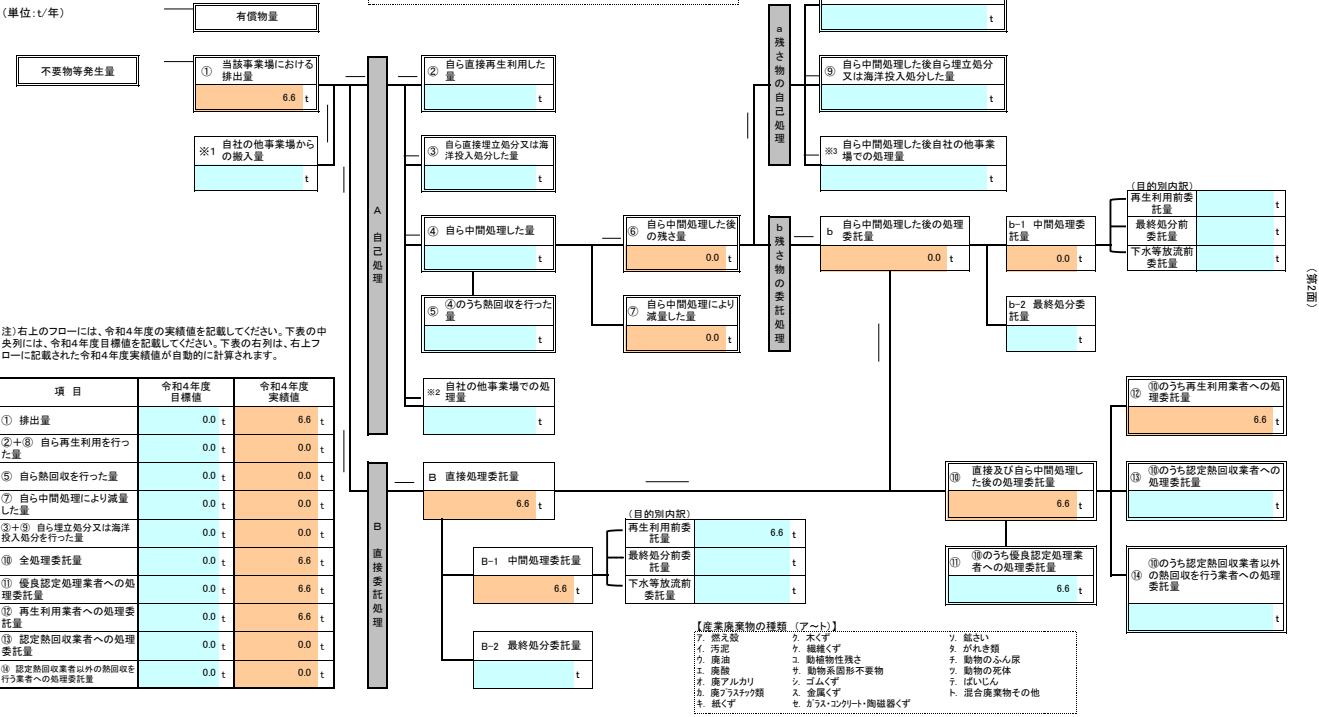 (単位:t/年)
有償物量
不要物等発生量
① 当該事業場における
排出量
6.6 t
※1 自社の他事業場から
の搬入量
t
A 自己処理
② 自ら直接再生利用した
量
t
③ 自ら直接埋立処分又は海
洋投入処分した量
t
④ 自ら中間処理した量
t
⑤ ④のうち熱回収を行った
量
t
※2 自社の他事業場での処
理量
t
⑥ 自ら中間処理した後
の残さ量
0.0 t
⑦ 自ら中間処理により
減量した量
0.0 t
a 残さ物の自己処理
t
⑨ 自ら中間処理した後自ら埋立処分
又は海洋投入処分した量
t
※3 自ら中間処理した後自社の他事業
場での処理量
t
b 残さ物の委託処理
b 自ら中間処理した後の処理
委託量
0.0 t
b-1 中間処理委
託量
0.0 t
(目的別内訳)
再生利用前委
託量
t
最終処分前
委託量
t
下水等放流前
委託量
t
b-2 最終処分委
託量
t
(第2面)
注)右上のフローには、令和4年度の実績値を記載してください。下表の中
央列には、令和4年度目標値を記載してください。下表の右列は、右上フ
ローに記載された令和4年度実績値が自動的に計算されます。
項 目 令和4年度
目標値 令和4年度
実績値
① 排出量 0.0 t 6.6 t
②+⑧ 自ら再生利用を行っ
た量 0.0 t 0.0 t
⑤ 自ら熱回収を行った量 0.0 t 0.0 t
⑦ 自ら中間処理により減量
した量 0.0 t 0.0 t
③+⑨ 自ら埋立処分又は海洋
投入処分を行った量 0.0 t 0.0 t
⑩ 全処理委託量 0.0 t 6.6 t
⑪ 優良認定処理業者への処
理委託量 0.0 t 6.6 t
⑫ 再生利用業者への処理委
託量 0.0 t 6.6 t
⑬ 認定熱回収業者への処理
委託量 0.0 t 0.0 t
⑭ 認定熱回収業者以外の熱回収を
行う業者への処理委託量 0.0 t 0.0 t
B 直接委託処理
B 直接処理委託量
6.6 t
B-1 中間処理委託量
6.6 t
(目的別内訳)
再生利用前委
託量
6.6 t
最終処分前委
託量
t
下水等放流前
委託量
t
B-2 最終処分委託量
t
⑩ 直接及び自ら中間処理し
た後の処理委託量
6.6 t
⑪ ⑩のうち優良認定処理業
者への処理委託量
6.6 t
⑫ ⑩のうち再生利用業者への処
理委託量
6.6 t
⑬ ⑩のうち認定熱回収業者への
処理委託量
t
⑭ ⑩のうち認定熱回収業者以外
の熱回収を行う業者への処理
委託量
t
【産業廃棄物の種類 (ア~ト)】
ア. 燃え殻 ク. 木くず ソ. 鉱さい
イ. 汚泥 ケ. 繊維くず タ. がれき類
ウ. 廃油 コ. 動植物性残さ チ. 動物のふん尿
エ. 廃酸 サ. 動物系固形不要物 ツ. 動物の死体
オ. 廃アルカリ シ. ゴムくず テ. ばいじん
カ. 廃プラスチック類 ス. 金属くず ト. 混合廃棄物その他
キ. 紙くず セ. ガラス・コンクリート・陶磁器くず